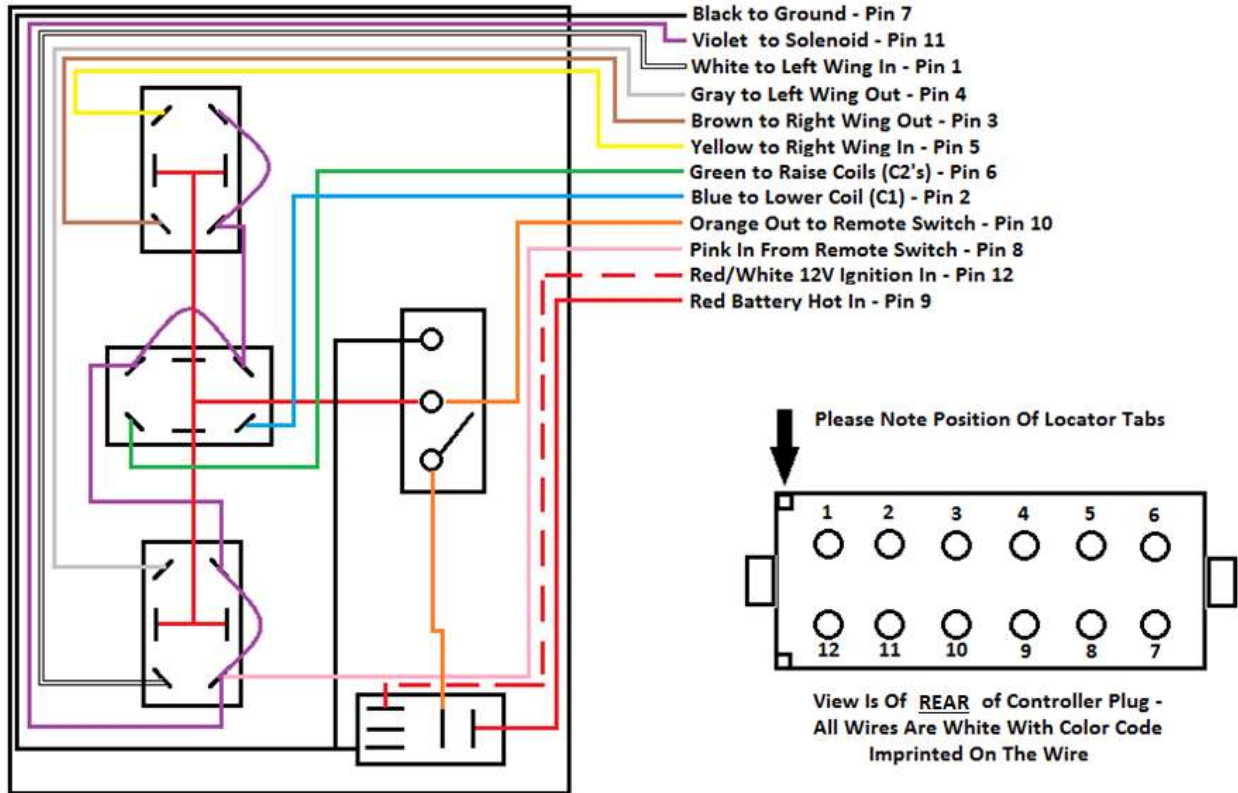 Black to Ground - Pin 7
Violet to Solenoid - Pin 11
White to Left Wing In - Pin 1
Gray to Left Wing Out - Pin 4
Brown to Right Wing Out - Pin 3
Yellow to Right Wing In - Pin 5
Green to Raise Coils (C2's) - Pin 6
Blue to Lower Coil (C1) - Pin 2
Orange Out to Remote Switch - Pin 10
Pink In From Remote Switch - Pin 8
Red/White 12V Ignition In - Pin 12
Red Battery Hot In - Pin 9
Please Note Position Of Locator Tabs
1 2 3 4 5 6
12 11 10 9 8 7
View Is Of REAR of Controller Plug -
All Wires Are White With Color Code
Imprinted On The Wire